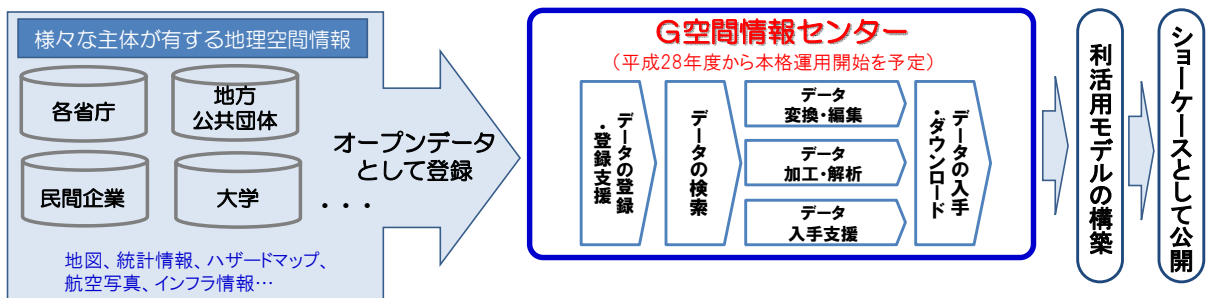 様々な主体が有する地理空間情報
各省庁
地方
公共団体
民間企業
大学
・・・
地図、統計情報、ハザードマップ、
航空写真、インフラ情報…
オープンデータ
として登録
G空間情報センター
（平成28年度から本格運用開始を予定）
データの登録
・登録支援
データの検索
データ
変換・編集
データ
加工・解析
データ
入手支援
データの入手
・ダウンロード
利活用モデルの構築
ショーケースとして公開